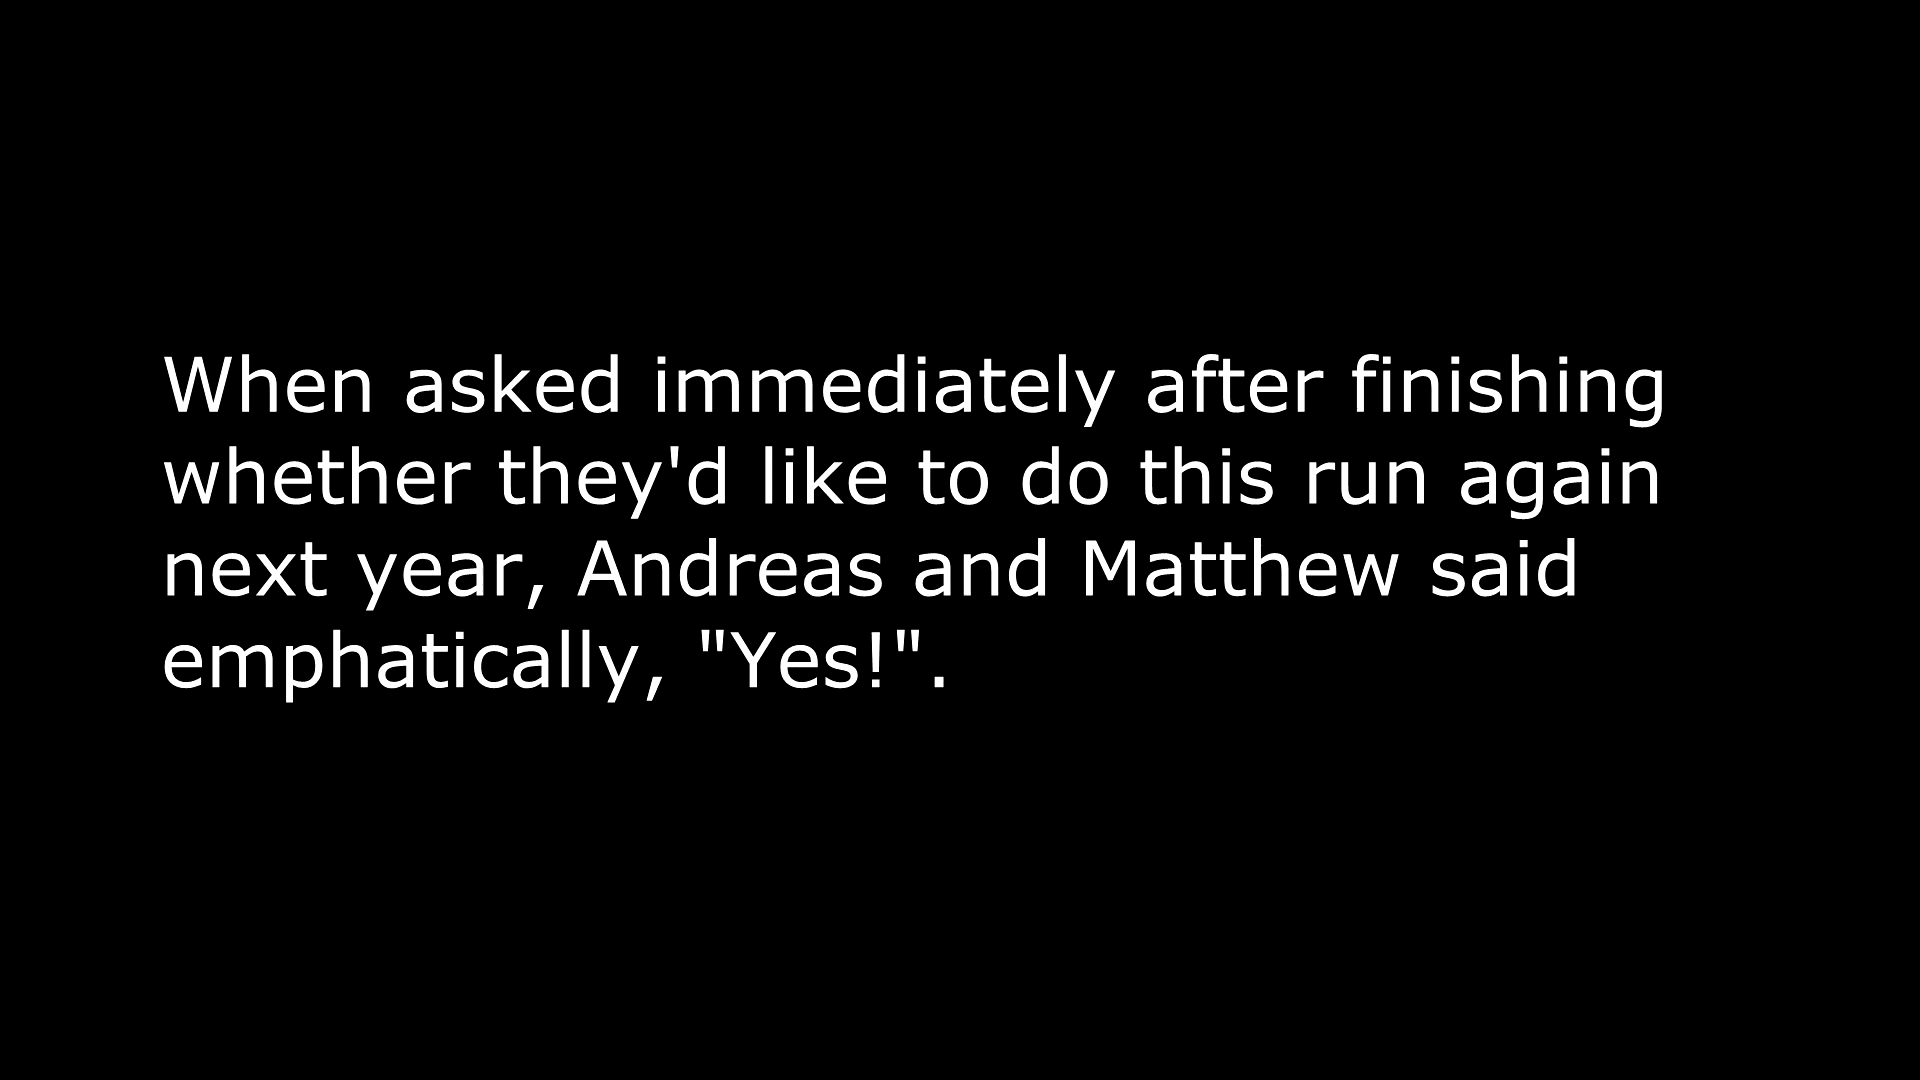 When asked immediately after finishing
whether they'd like to do this run again
next year, Andreas and Matthew said
emphatically, "Yes!".